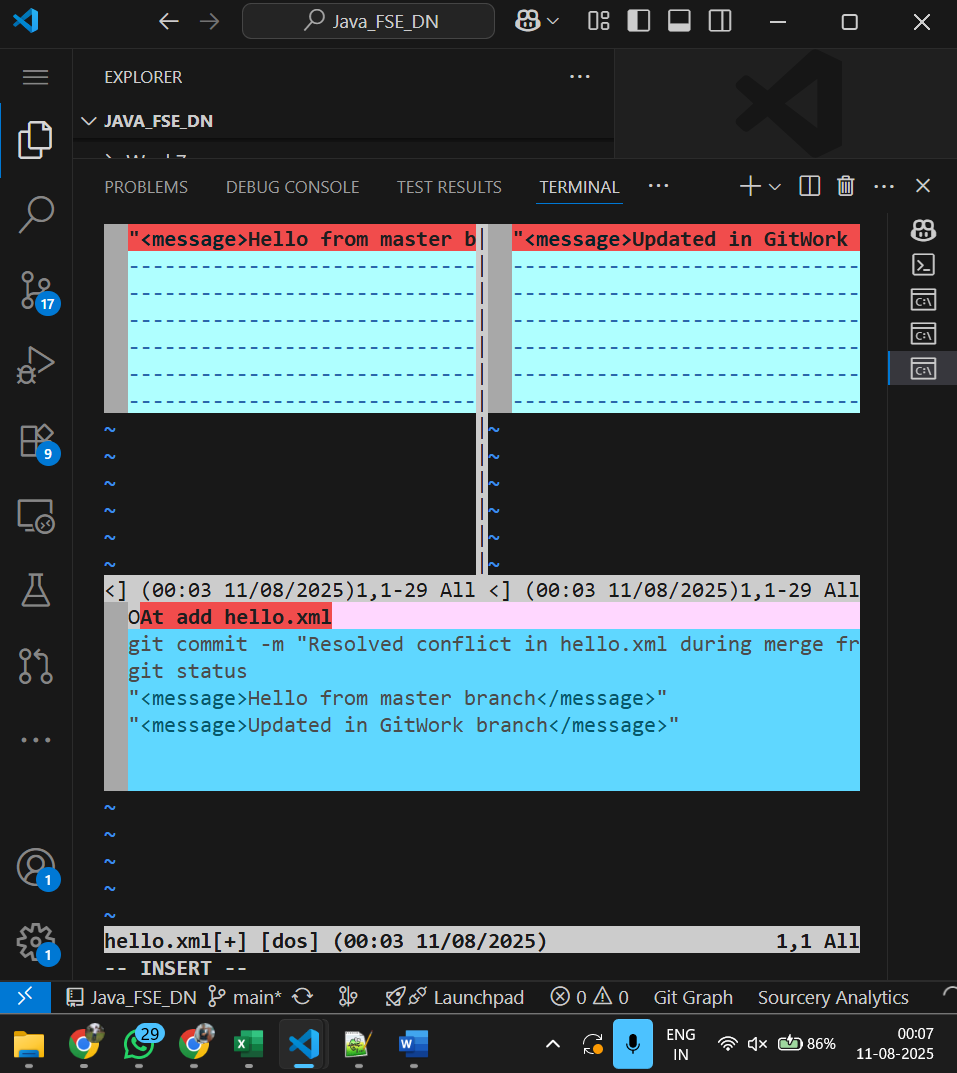 Java_FSE_DN
EXPLORER
JAVA_FSE_DN
PROBLEMS DEBUG CONSOLE TEST RESULTS TERMINAL
"<message>Hello from master b
"<message>Updated in GitWork
17
9
<] (00:03 11/08/2025)1,1-29 All <] (00:03 11/08/2025)1,1-29 All
OAt add hello.xml
git commit -m "Resolved conflict in hello.xml during merge fr
git status
"<message>Hello from master branch</message>"
"<message>Updated in GitWork branch</message>"
1
1
hello.xml[+] [dos] (00:03 11/08/2025) 1,1 All
-- INSERT --
Java_FSE_DN main* Launchpad 0 0 Git Graph Sourcery Analytics
29
ENG
IN
86%
00:07
11-08-2025